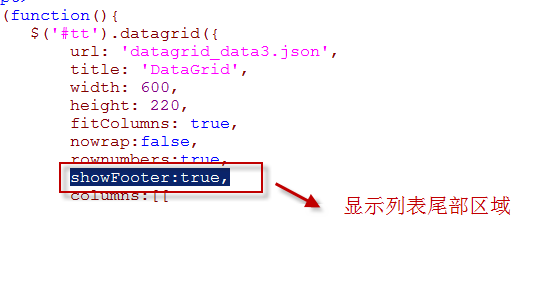 (function(){
$('#tt').datagrid({
url: 'datagrid_data3.json',
title: 'DataGrid',
width: 600,
height: 220,
fitColumns: true,
nowrap:false,
rownumbers:true,
showFooter:true,
columns:[[
显示列表尾部区域